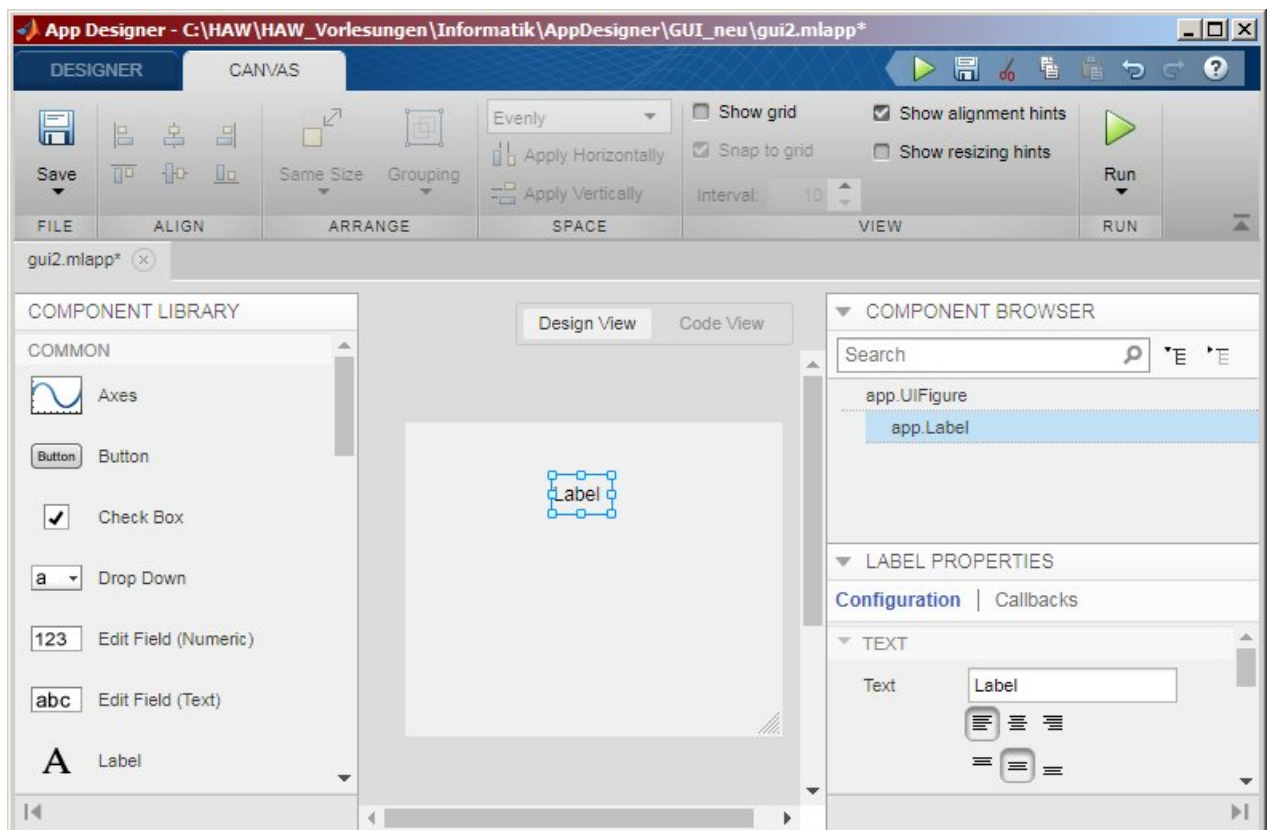 App Designer - C:\HAW\HAW_Vorlesungen\Informatik\AppDesigner\GUI_neu\gui2.mlapp*
DESIGNER
CANVAS
?
Save
Same Size
Grouping
Evenly
Apply Horizontally
Apply Vertically
Show grid
Snap to grid
Interval: 10
Show alignment hints
Show resizing hints
Run
FILE
ALIGN
ARRANGE
SPACE
VIEW
RUN
gui2.mlapp*
COMPONENT LIBRARY
COMMON
Axes
Button Button
Check Box
a Drop Down
123 Edit Field (Numeric)
abc Edit Field (Text)
A Label
Design View
Code View
Label
COMPONENT BROWSER
Search
app.UIFigure
app.Label
LABEL PROPERTIES
Configuration | Callbacks
TEXT
Text Label